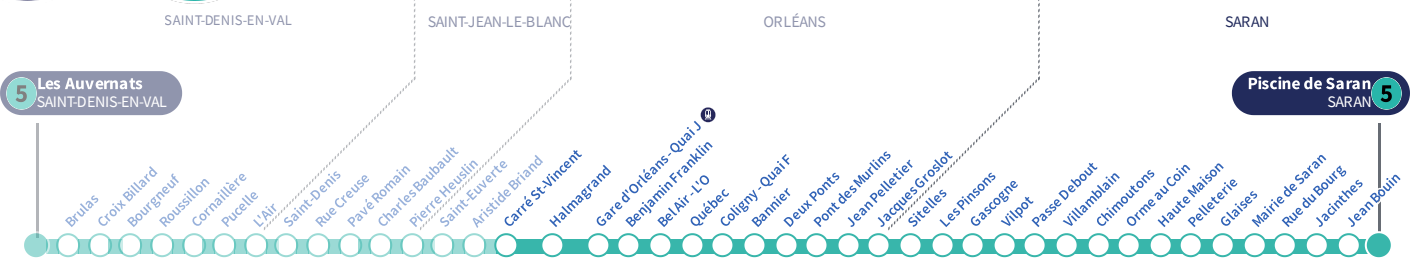 SAINT-DENIS-EN-VAL
SAINT-JEAN-LE-BLANC
ORLÉANS
SARAN
5
Les Auvernats
SAINT-DENIS-EN-VAL
Piscine de Saran
SARAN
5
Brulas
Croix Billard
Bourgneuf
Roussillon
Cornaillère
Pucelle
L'Air
Saint-Denis
Rue Creuse
Pavé Romain
Charles Baubault
Pierre Heuslin
Saint-Euverte
Aristide Briand
Carré St-Vincent
Halmagrand
Gare d'Orléans - Quai J
Benjamin Franklin
Bel Air - L'O
Québec
Coligny - Quai F
Bannier
Deux Ponts
Pont des Murlins
Jean Pelletier
Jacques Groslot
Sitelles
Les Pinsons
Gascogne
Vilpot
Passe Debout
Villamblain
Chimoutons
Orme au Coin
Haute Maison
Pelleterie
Glaises
Mairie de Saran
Rue du Bourg
Jacinthes
Jean Bouin